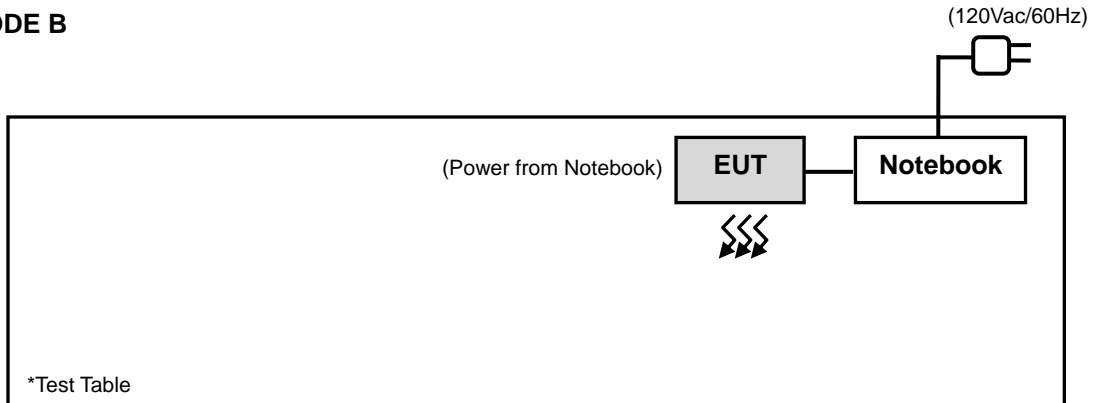 (120Vac/60Hz)
ODE B
(Power from Notebook)
EUT
Notebook
*Test Table